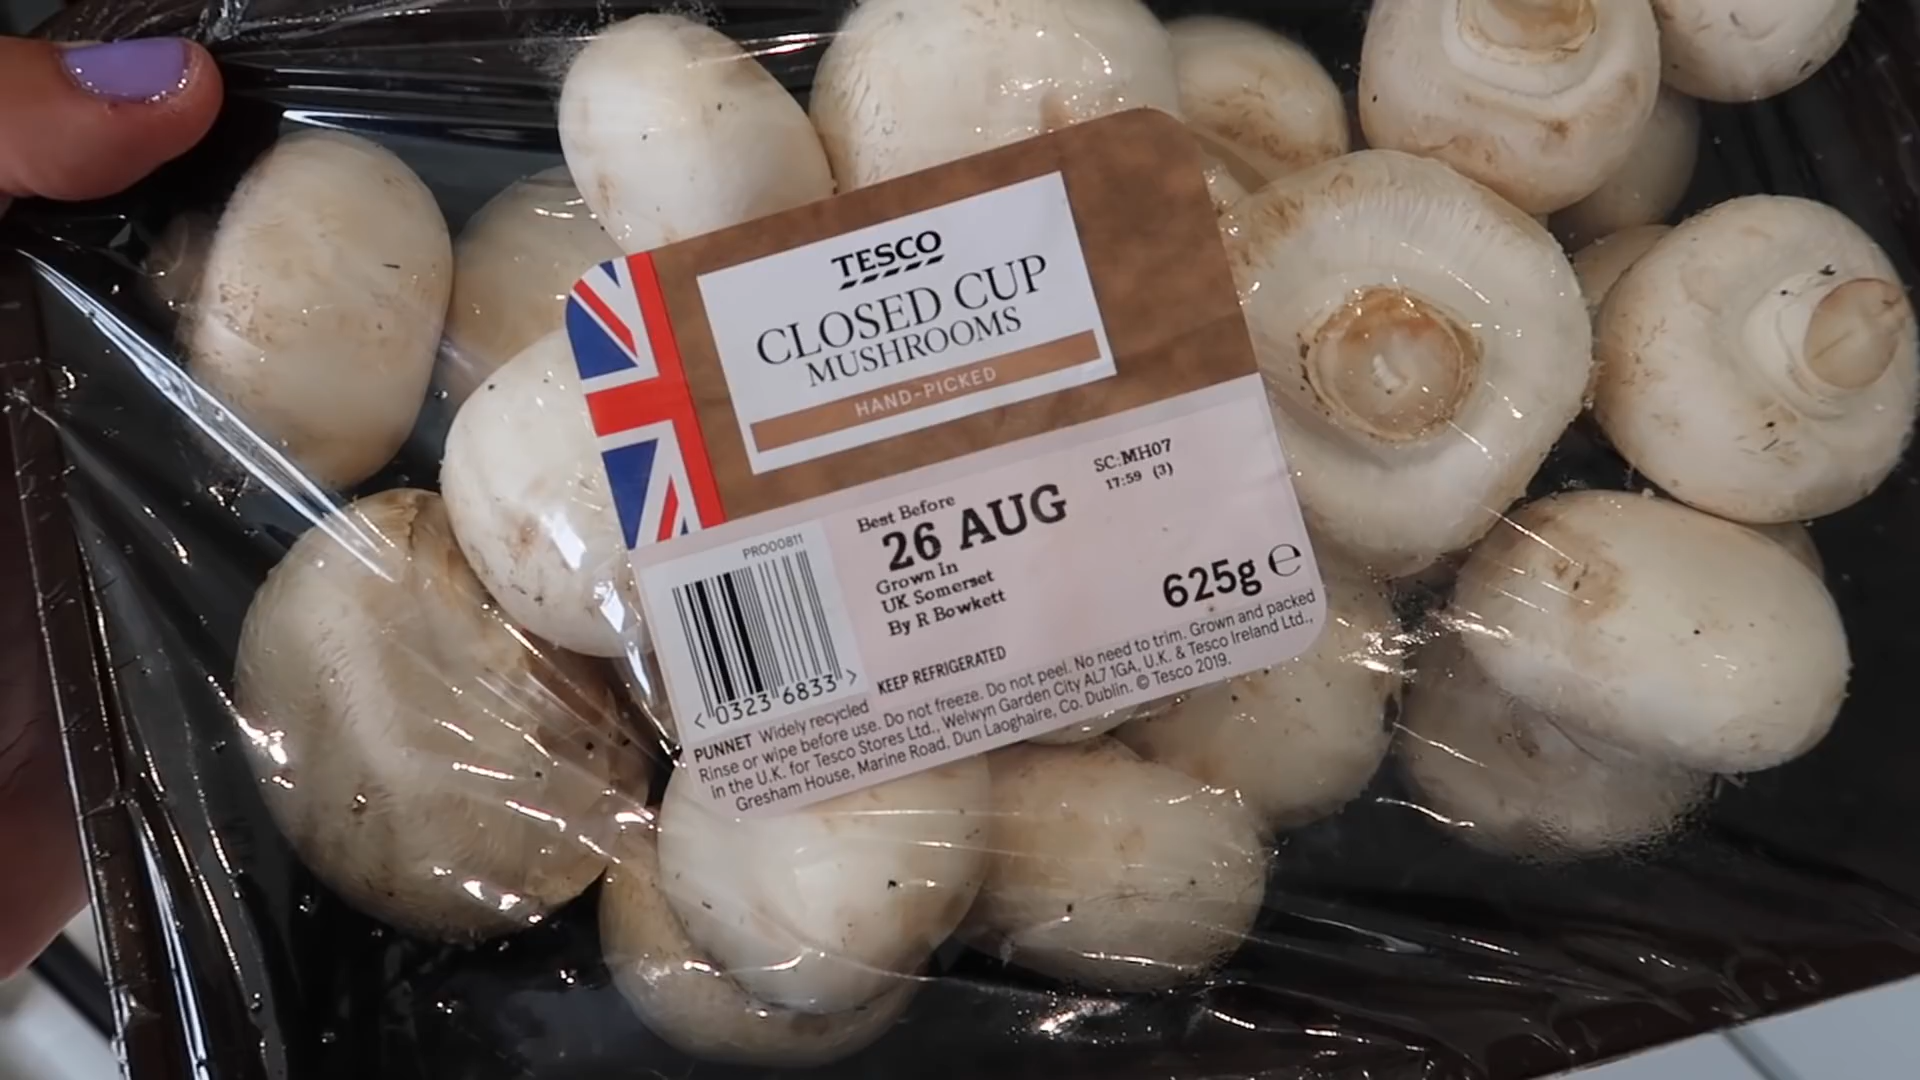 TESCO
CLOSED CUP
MUSHROOMS
HAND-PICKED
SC:MH07
17:59 (3)
Best Before
26 AUG
Grown In
UK Somerset
By R Bowkett
625g ℮
PRO00811
< 0323 6833 >
KEEP REFRIGERATED
PUNNET Widely recycled
Rinse or wipe before use. Do not freeze. Do not peel. No need to trim. Grown and packed
in the U.K. for Tesco Stores Ltd., Welwyn Garden City AL7 1GA, U.K. & Tesco Ireland Ltd.,
Gresham House, Marine Road, Dun Laoghaire, Co. Dublin. © Tesco 2019.